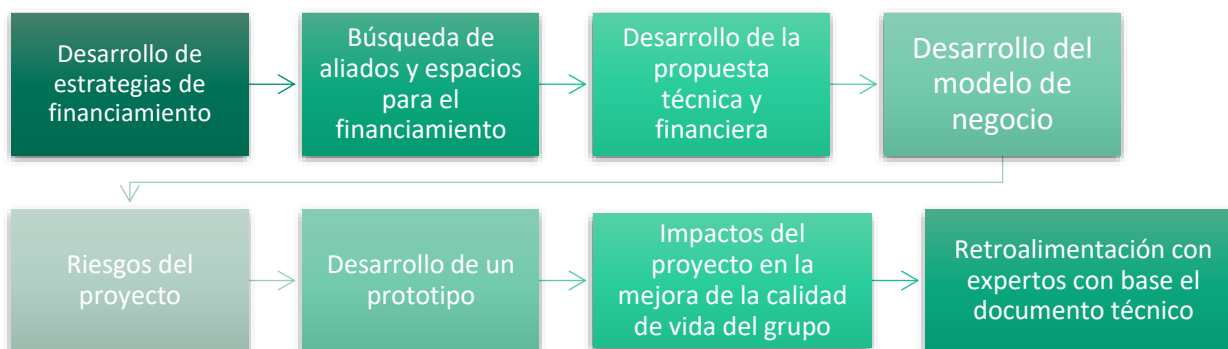 Desarrollo de
estrategias de
financiamiento
Búsqueda de
aliados y espacios
para el
financiamiento
Desarrollo de la
propuesta
técnica y
financiera
Desarrollo del
modelo de
negocio
Riesgos del
proyecto
Desarrollo de un
prototipo
Impactos del
proyecto en la
mejora de la calidad
de vida del grupo
Retroalimentación con
expertos con base el
documento técnico